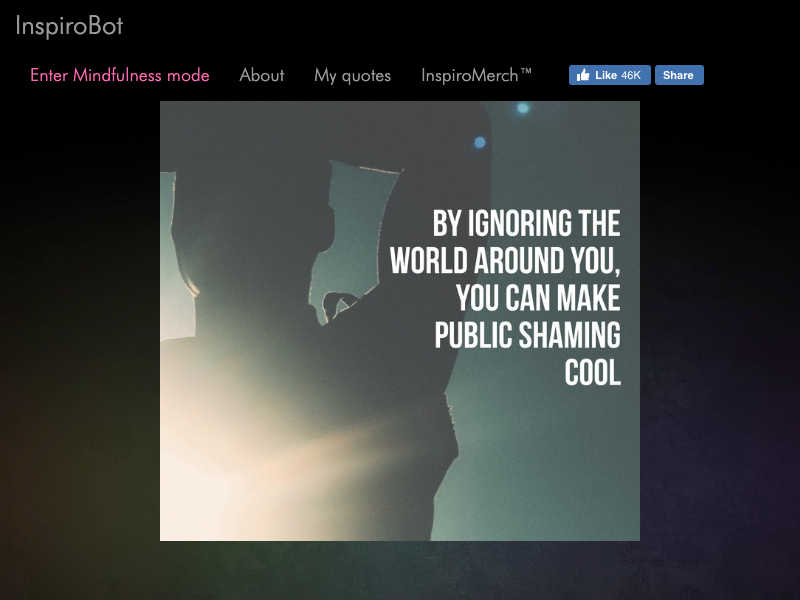 InspiroBot
Enter Mindfulness mode About My quotes InspiroMerch™ Like 46K Share
BY IGNORING THE
WORLD AROUND YOU,
YOU CAN MAKE
PUBLIC SHAMING
COOL